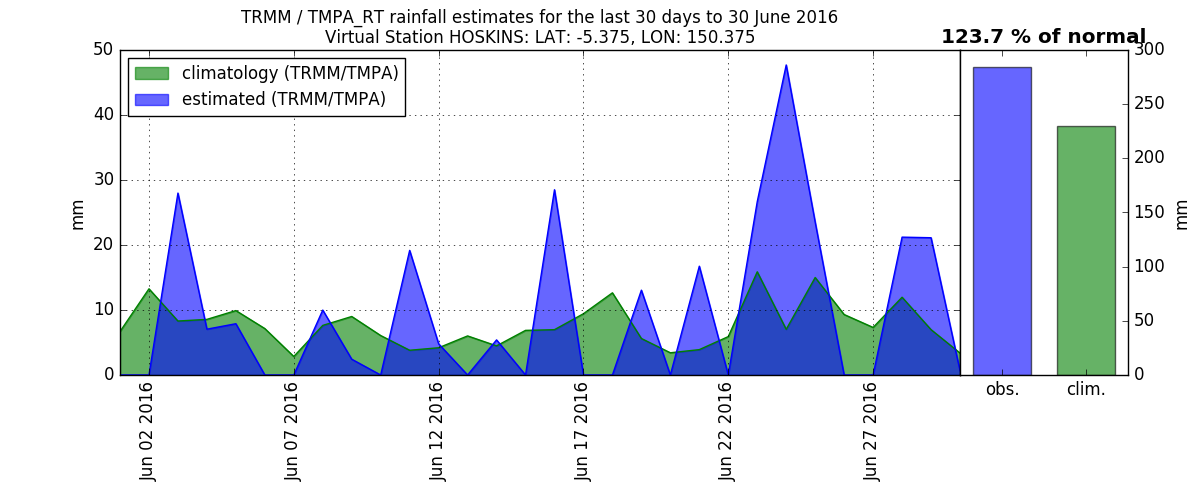 TRMM / TMPA_RT rainfall estimates for the last 30 days to 30 June 2016
Virtual Station HOSKINS: LAT: -5.375, LON: 150.375
123.7 % of normal
climatology (TRMM/TMPA)
estimated (TRMM/TMPA)
50
40
30
20
10
0
mm
Jun 02 2016
Jun 07 2016
Jun 12 2016
Jun 17 2016
Jun 22 2016
Jun 27 2016
obs.
clim.
300
250
200
150
100
50
0
mm